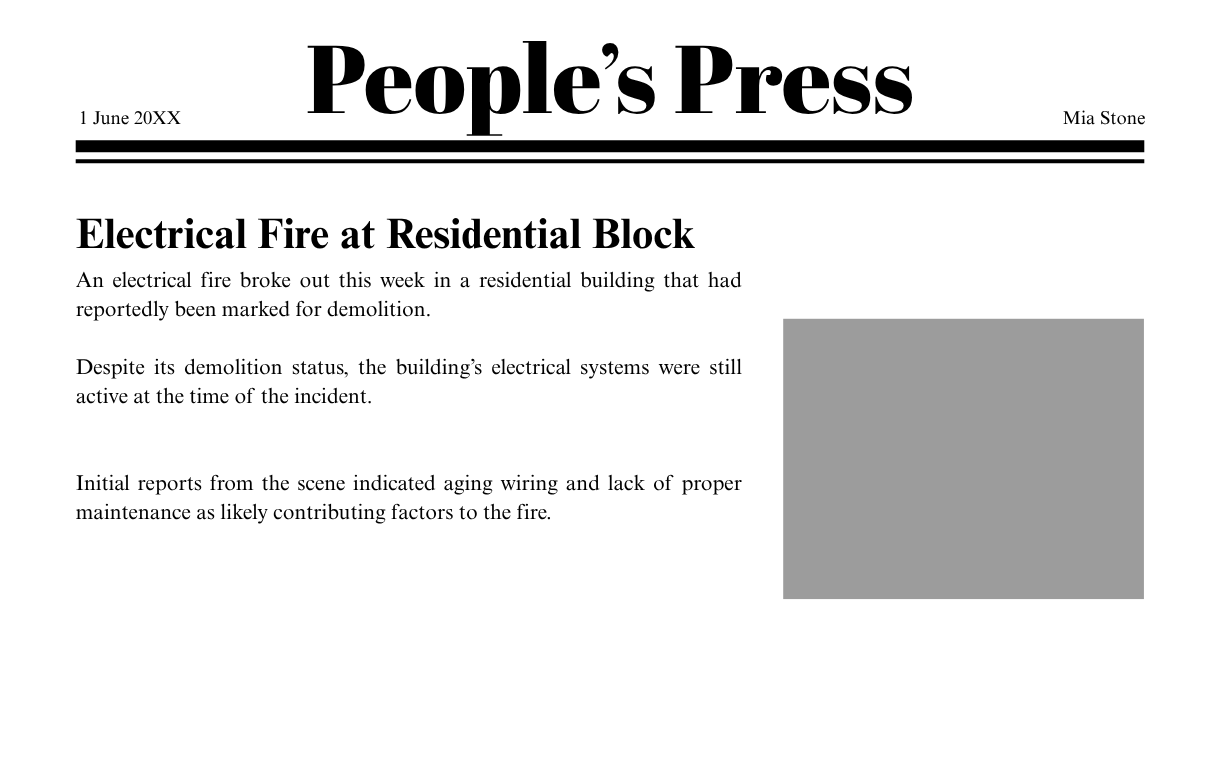 People’s Press
1 June 20XX
Mia Stone
Electrical Fire at Residential Block
An electrical fire broke out this week in a residential building that had
reportedly been marked for demolition.
Despite its demolition status, the building’s electrical systems were still
active at the time of the incident.
Initial reports from the scene indicated aging wiring and lack of proper
maintenance as likely contributing factors to the fire.